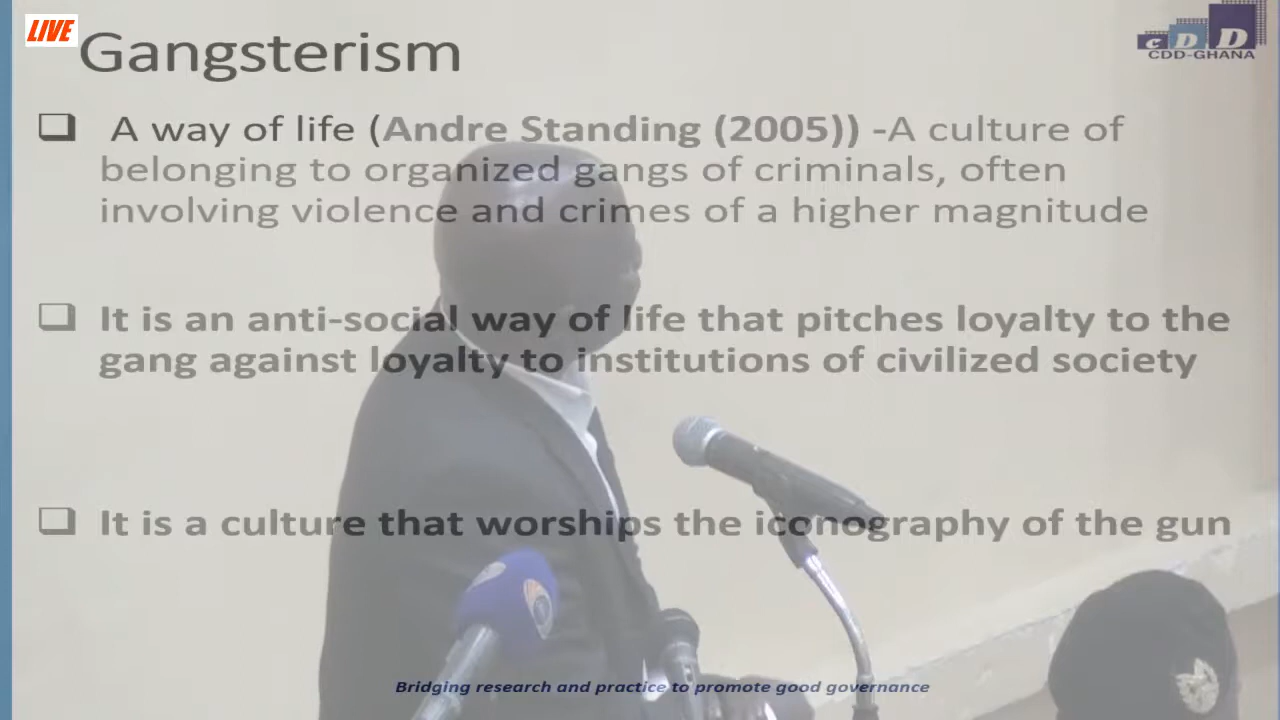 LIVE
Gangsterism
CDD
CDD-GHANA
A way of life (Andre Standing (2005)) -A culture of
belonging to organized gangs of criminals, often
involving violence and crimes of a higher magnitude
It is an anti-social way of life that pitches loyalty to the
gang against loyalty to institutions of civilized society
It is a culture that worships the iconography of the gun
Bridging research and practice to promote good governance